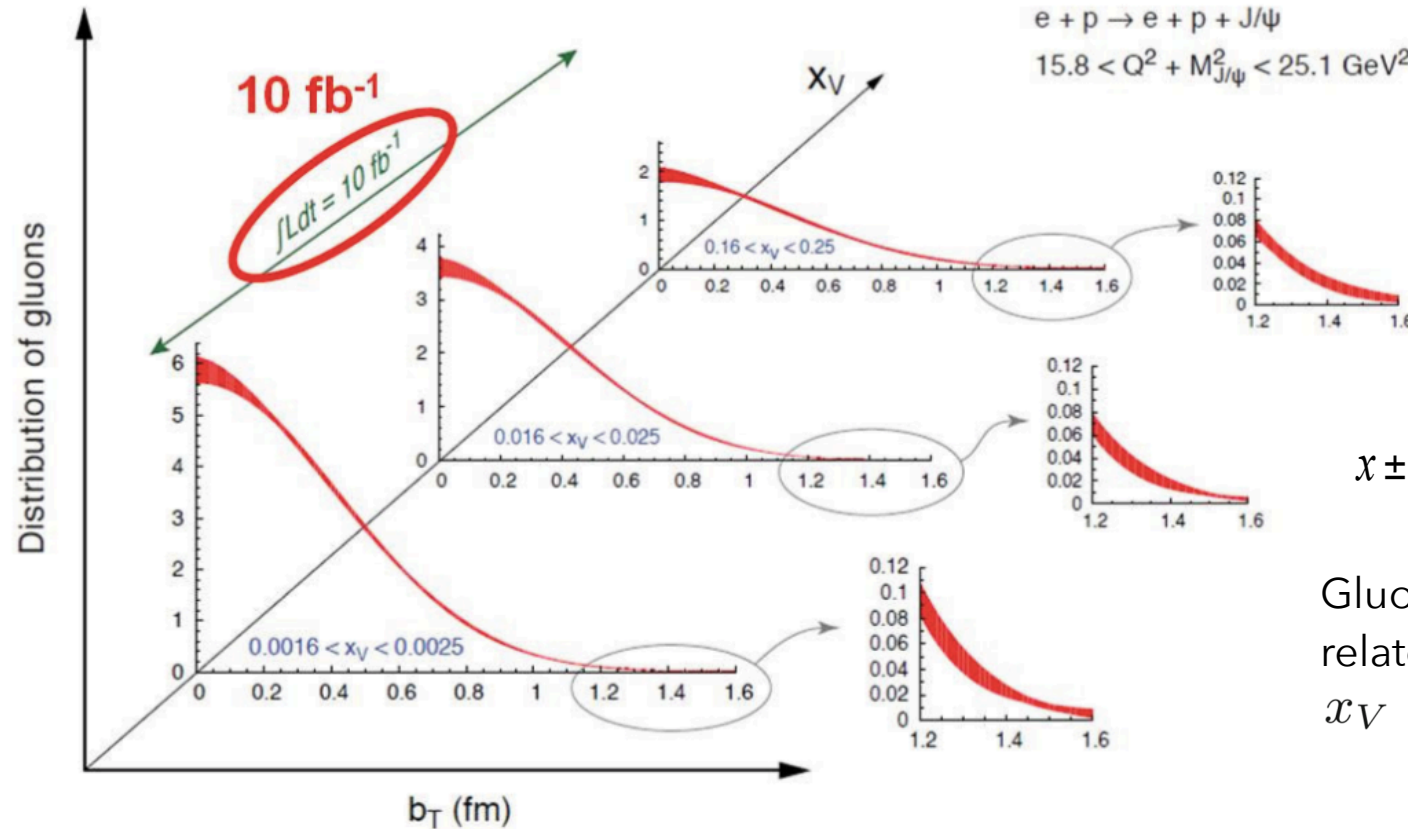 e + p → e + p + J/ψ
15.8 < Q² + M²J/ψ < 25.1 GeV²
10 fb⁻¹
∫Ldt = 10 fb⁻¹
xV
Distribution of gluons
2
1
0
0.16 < xV < 0.25
0 0.2 0.4 0.6 0.8 1 1.2 1.4 1.6
0.12
0.1
0.08
0.06
0.04
0.02
0
1.2 1.4 1.6
4
3
2
1
0
0.016 < xV < 0.025
0 0.2 0.4 0.6 0.8 1 1.2 1.4 1.6
0.12
0.1
0.08
0.06
0.04
0.02
0
1.2 1.4 1.6
6
5
4
3
2
1
0
0.0016 < xV < 0.0025
0 0.2 0.4 0.6 0.8 1 1.2 1.4 1.6
0.12
0.1
0.08
0.06
0.04
0.02
0
1.2 1.4 1.6
bT (fm)
x ±
Gluo
relate
xV